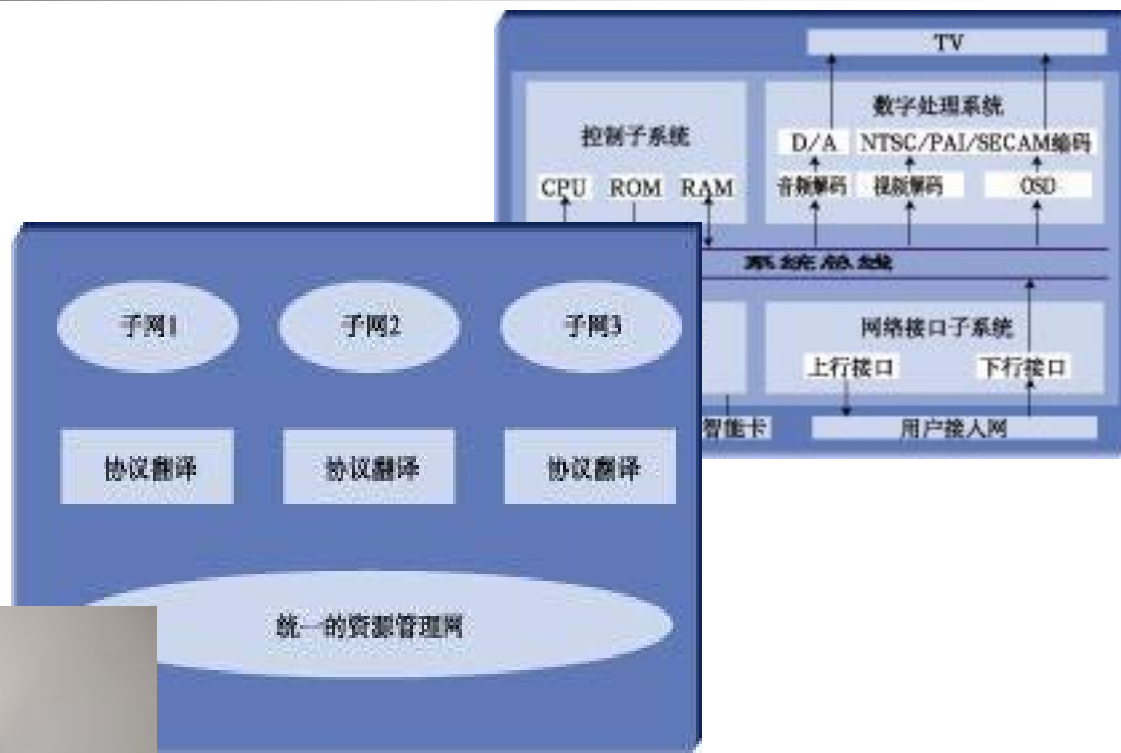 TV
控制子系统
数字处理系统
D/A NTSC/PAI/SECAM编码
CPU ROM RAM 音频解码 视频解码 OSD
系统总线
网络接口子系统
上行接口 下行接口
智能卡 用户接入网
子网1 子网2 子网3
协议翻译 协议翻译 协议翻译
统一的资源管理网